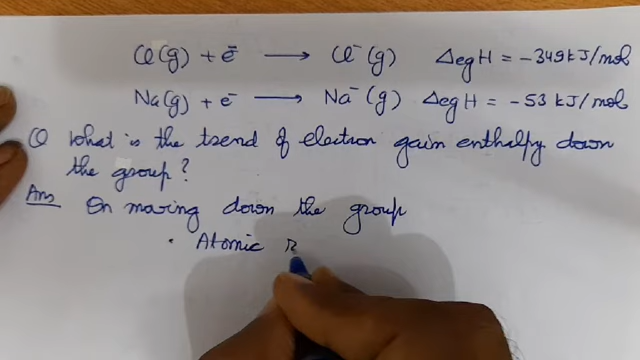 Cl(g) + e⁻ ⟶ Cl⁻(g) ΔegH = -349 kJ/mol
Na(g) + e⁻ ⟶ Na⁻(g) ΔegH = -53 kJ/mol
Q What is the trend of electron gain enthalpy down
the group?
Ans On moving down the group
• Atomic R